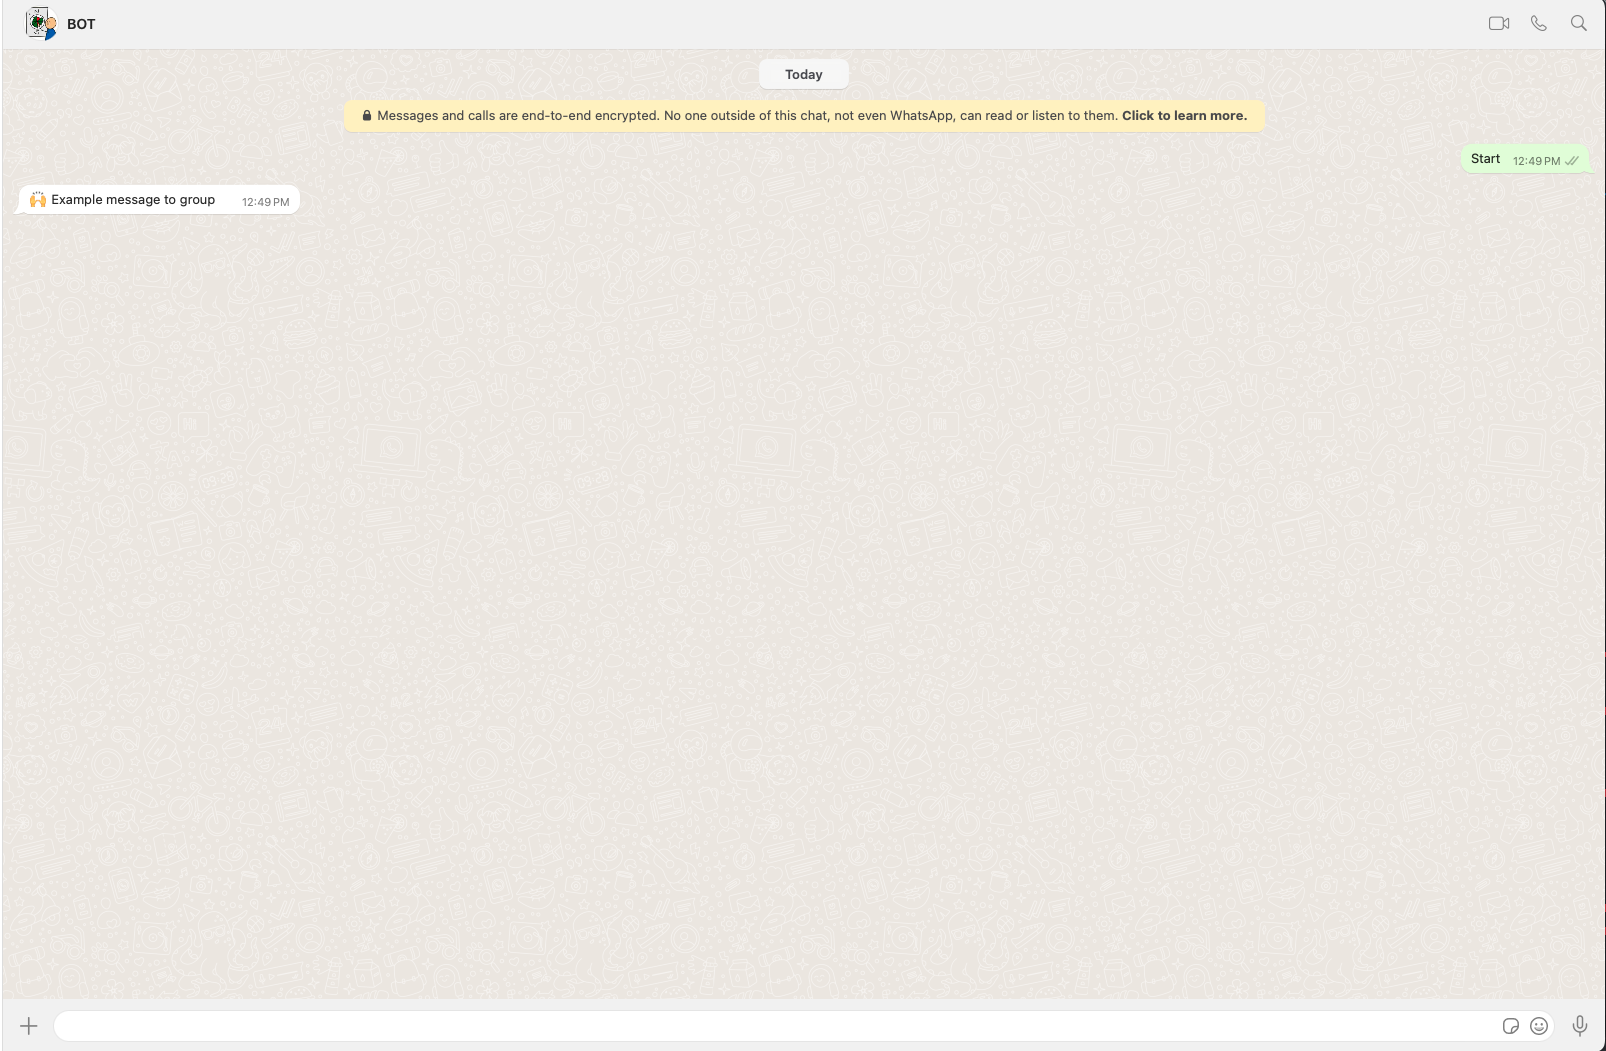 BOT
Today
Messages and calls are end-to-end encrypted. No one outside of this chat, not even WhatsApp, can read or listen to them. Click to learn more.
Start 12:49 PM
🙌 Example message to group 12:49 PM